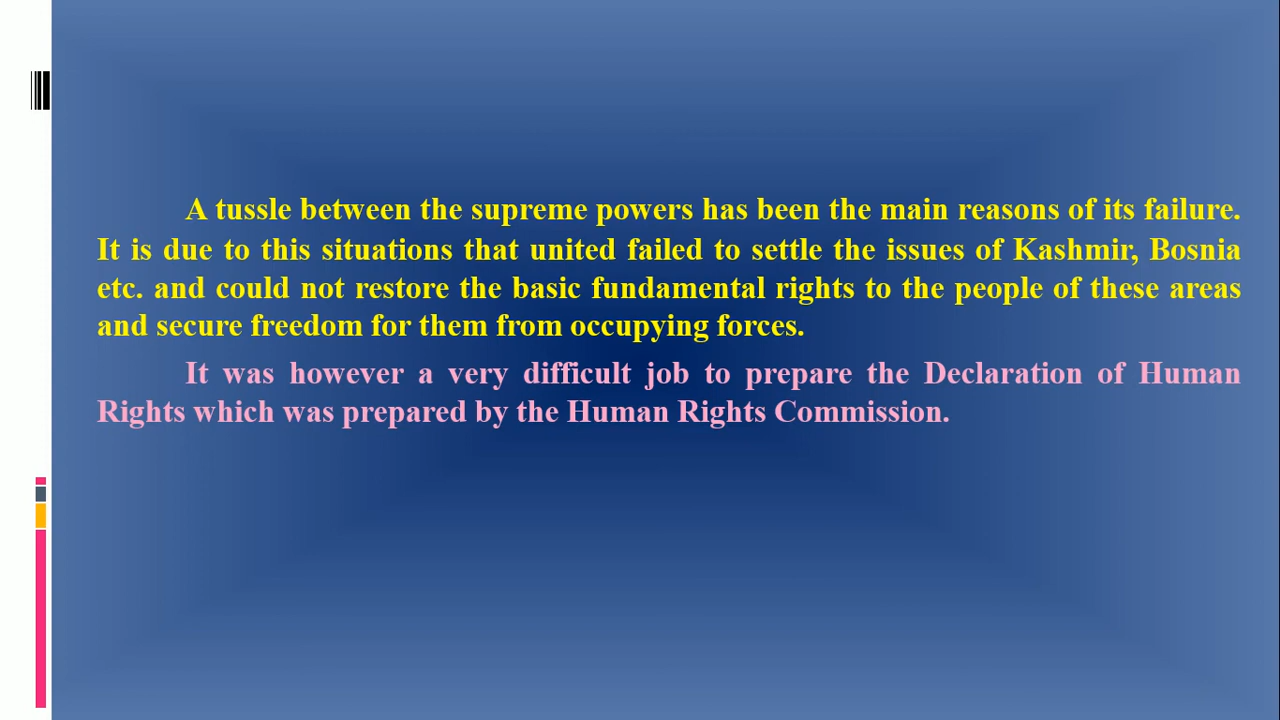 A tussle between the supreme powers has been the main reasons of its failure.
It is due to this situations that united failed to settle the issues of Kashmir, Bosnia
etc. and could not restore the basic fundamental rights to the people of these areas
and secure freedom for them from occupying forces.
It was however a very difficult job to prepare the Declaration of Human
Rights which was prepared by the Human Rights Commission.